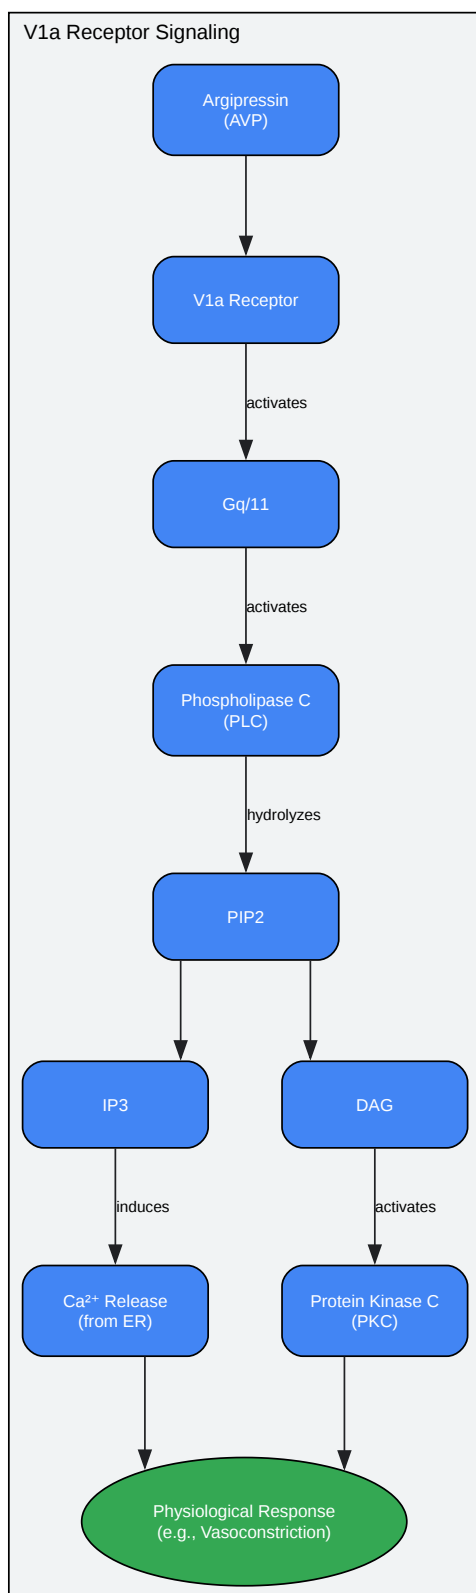 V1a Receptor Signaling
Argipressin
(AVP)
V1a Receptor
activates
Gq/11
activates
Phospholipase C
(PLC)
hydrolyzes
PIP2
IP3
DAG
induces
activates
Ca²⁺ Release
(from ER)
Protein Kinase C
(PKC)
Physiological Response
(e.g., Vasoconstriction)